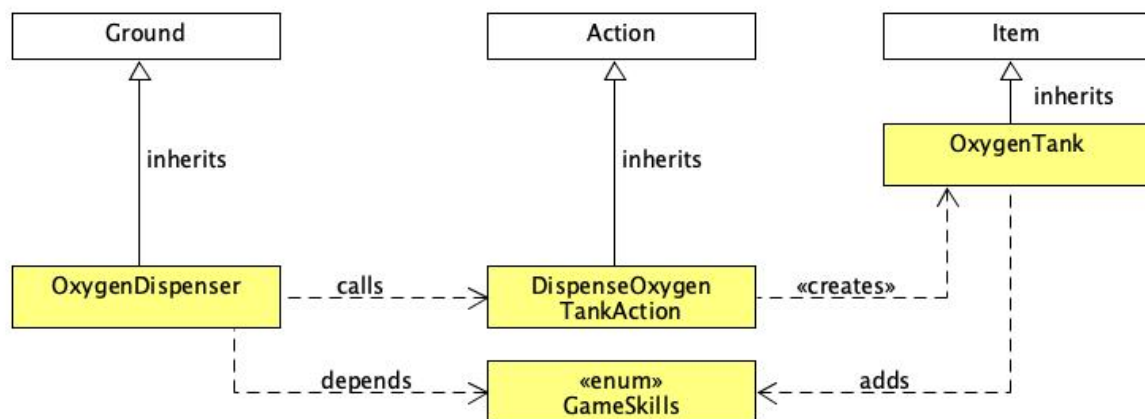 Ground
Action
Item
inherits
OxygenTank
inherits
inherits
OxygenDispenser
calls
DispenseOxygen
TankAction
«creates»
depends
«enum»
GameSkills
adds